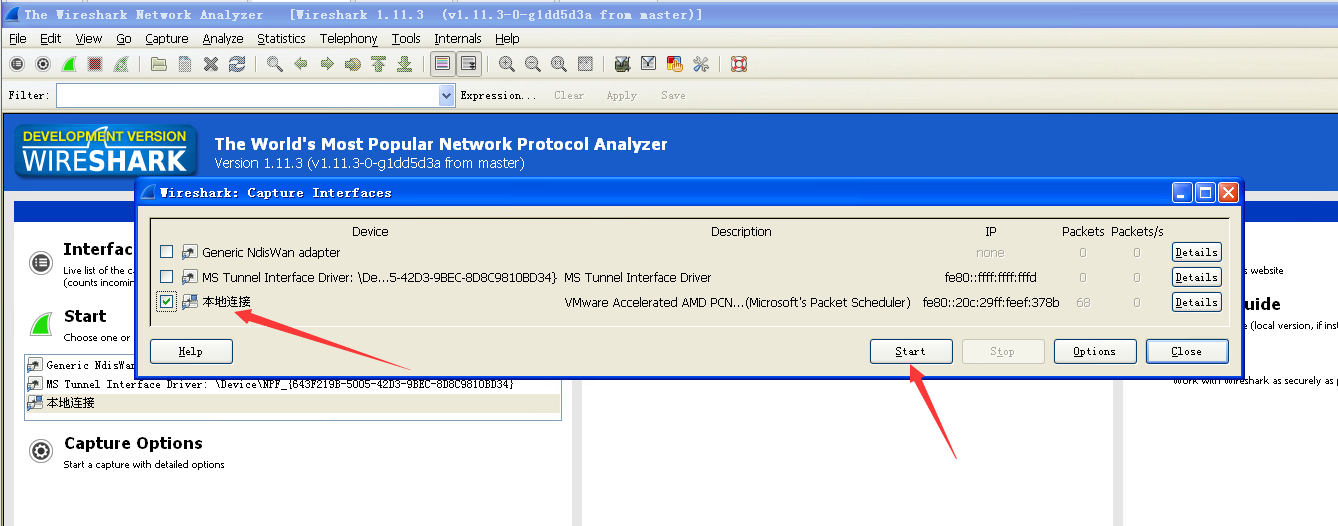 The Wireshark Network Analyzer [Wireshark 1.11.3 (v1.11.3-0-g1dd5d3a from master)]
File Edit View Go Capture Analyze Statistics Telephony Tools Internals Help
Filter: Expression... Clear Apply Save
DEVELOPMENT VERSION
WIRESHARK
The World's Most Popular Network Protocol Analyzer
Version 1.11.3 (v1.11.3-0-g1dd5d3a from master)
Wireshark: Capture Interfaces
Device Description IP Packets Packets/s
Generic NdisWan adapter none 0 0 Details
MS Tunnel Interface Driver: \De...5-42D3-9BEC-8D8C9810BD34} MS Tunnel Interface Driver fe80::ffff:ffff:fffd 0 0 Details
本地连接 VMware Accelerated AMD PCN...(Microsoft's Packet Scheduler) fe80::20c:29ff:feef:378b 68 0 Details
Help Start Stop Options Close
Interfac
Live list of the ca
(counts incomin
Start
Choose one or
Generic NdisWan
MS Tunnel Interface Driver: \Device\NPF_{643F219B-5005-42D3-9BEC-8D8C9810BD34}
本地连接
Capture Options
Start a capture with detailed options
s website
uide
e (local version, if inst
Work with Wireshark as securely as p